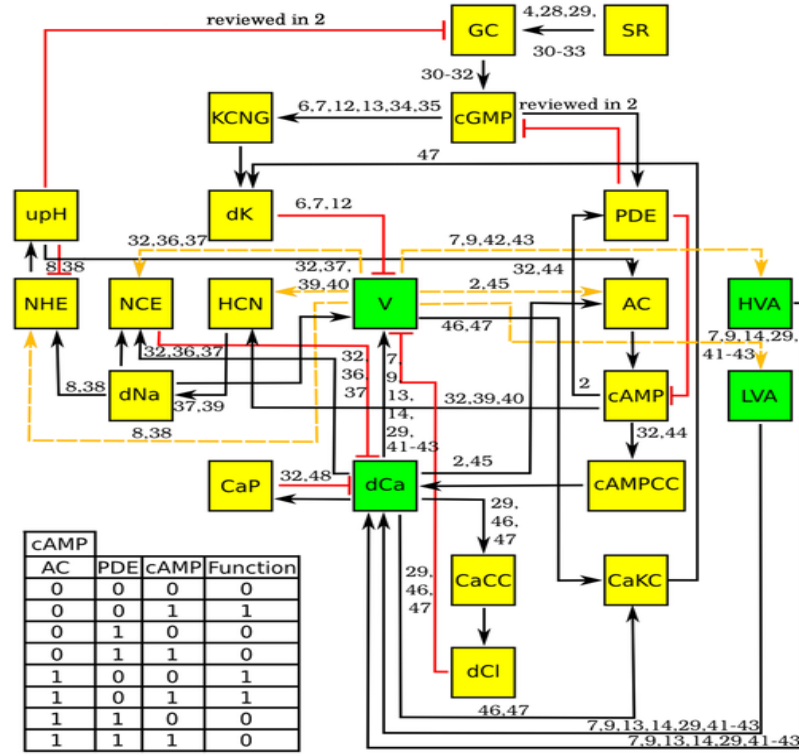 reviewed in 2
GC
4,28,29,
30-33
SR
30-32
KCNG
6,7,12,13,34,35
cGMP
reviewed in 2
47
upH
dK
6,7,12
PDE
32,36,37
7,9,42,43
8,38
32,37,
39,40
2,45
32,44
NHE
NCE
HCN
V
AC
HVA
46,47
7,9,14,29,
41-43
32,36,37
32,
36,
37
7,
9,
13,
14,
29,
41-43
8,38
dNa
37,39
32,39,40
2
cAMP
LVA
8,38
32,44
CaP
32,48
dCa
2,45
cAMPCC
29,
46,
47
29,
46,
47
CaCC
CaKC
dCl
46,47
7,9,13,14,29,41-43
7,9,13,14,29,41-43
cAMP
AC PDE cAMP Function
0 0 0 0
0 0 1 1
0 1 0 0
0 1 1 0
1 0 0 1
1 0 1 1
1 1 0 0
1 1 1 0